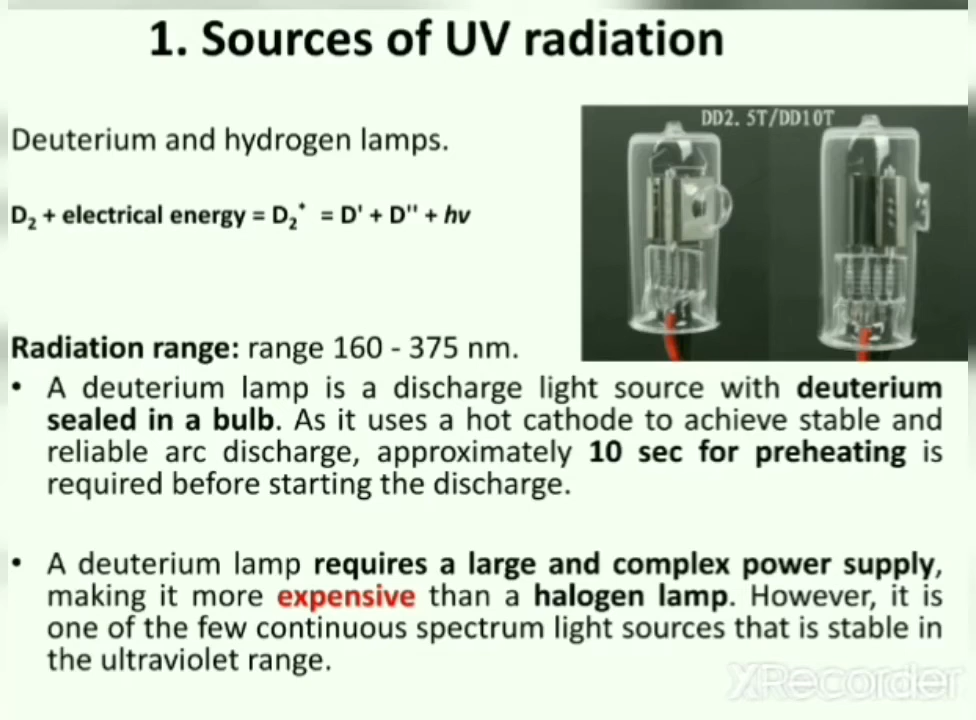 1. Sources of UV radiation
DD2. 5T/DD10T
Deuterium and hydrogen lamps.
D₂ + electrical energy = D₂* = D' + D'' + hv
Radiation range: range 160 - 375 nm.
• A deuterium lamp is a discharge light source with deuterium
sealed in a bulb. As it uses a hot cathode to achieve stable and
reliable arc discharge, approximately 10 sec for preheating is
required before starting the discharge.
• A deuterium lamp requires a large and complex power supply,
making it more expensive than a halogen lamp. However, it is
one of the few continuous spectrum light sources that is stable in
the ultraviolet range.
XRecorder